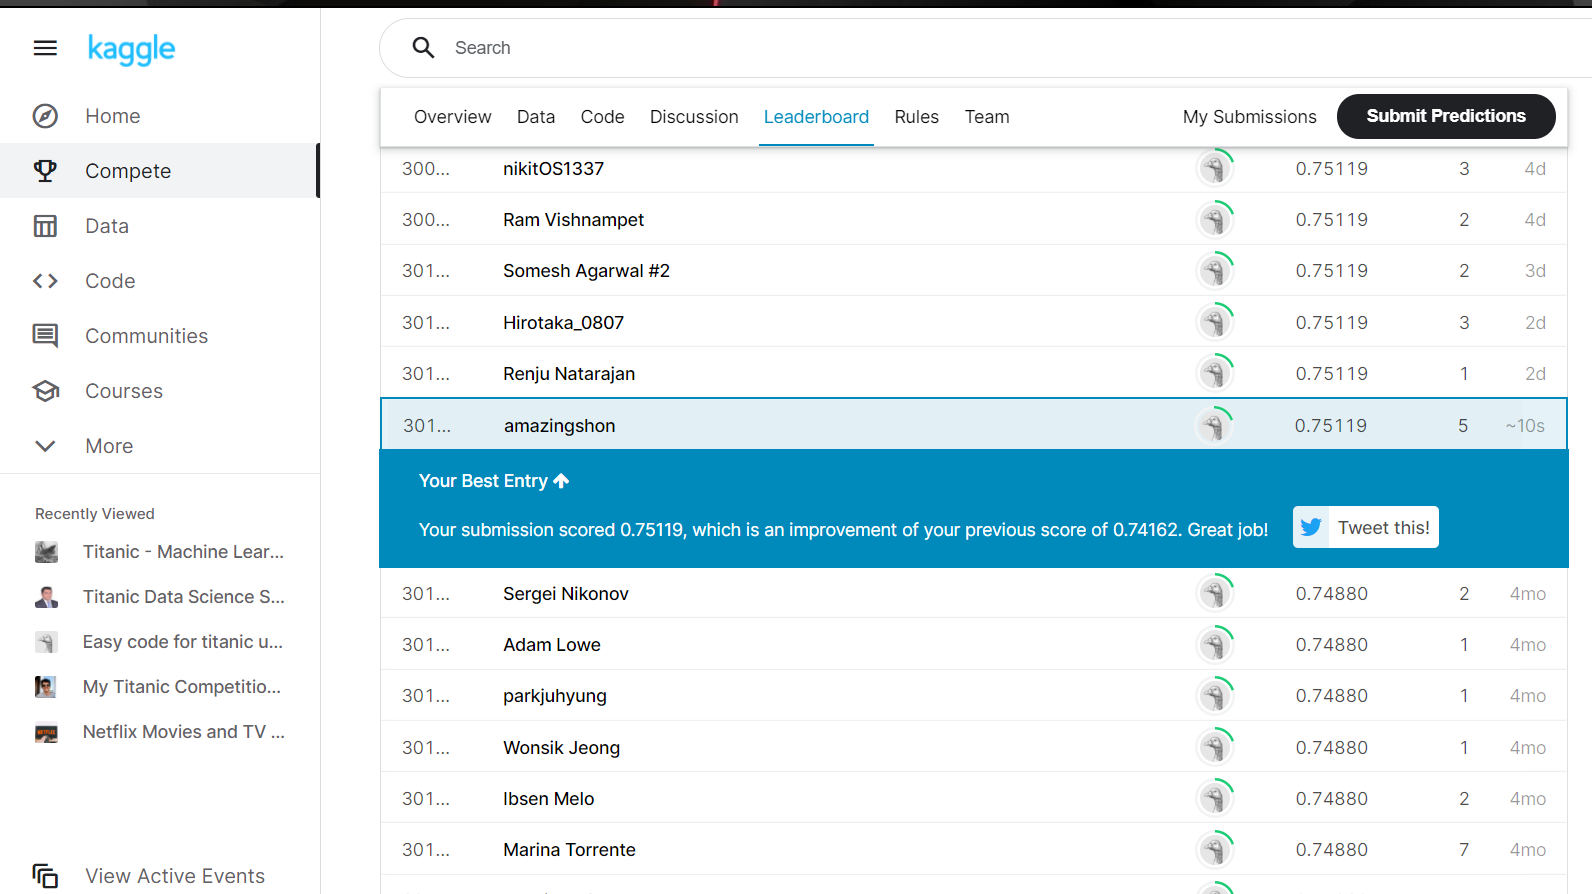 kaggle
Search
Home
Compete
Data
Code
Communities
Courses
More
Recently Viewed
Titanic - Machine Lear...
Titanic Data Science S...
Easy code for titanic u...
My Titanic Competitio...
Netflix Movies and TV ...
View Active Events
Overview Data Code Discussion Leaderboard Rules Team My Submissions Submit Predictions
300... nikitOS1337 0.75119 3 4d
300... Ram Vishnampet 0.75119 2 4d
301... Somesh Agarwal #2 0.75119 2 3d
301... Hirotaka_0807 0.75119 3 2d
301... Renju Natarajan 0.75119 1 2d
301... amazingshon 0.75119 5 ~10s
Your Best Entry
Your submission scored 0.75119, which is an improvement of your previous score of 0.74162. Great job! Tweet this!
301... Sergei Nikonov 0.74880 2 4mo
301... Adam Lowe 0.74880 1 4mo
301... parkjuhyung 0.74880 1 4mo
301... Wonsik Jeong 0.74880 1 4mo
301... Ibsen Melo 0.74880 2 4mo
301... Marina Torrente 0.74880 7 4mo